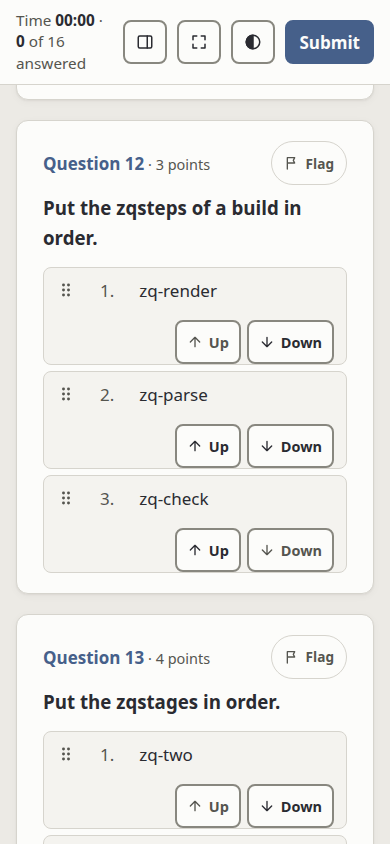 Time 00:00 ·
0 of 16
answered
Submit
Question 12 · 3 points
Flag
Put the zqsteps of a build in
order.
1. zq-render
Up Down
2. zq-parse
Up Down
3. zq-check
Up Down
Question 13 · 4 points
Flag
Put the zqstages in order.
1. zq-two
Up Down